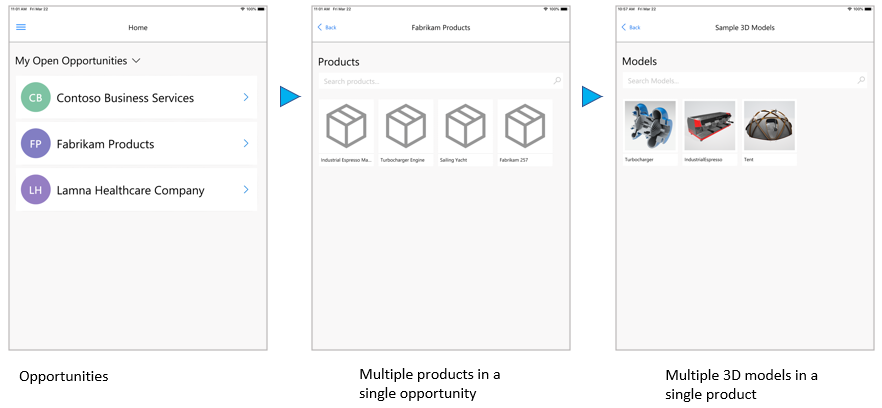 11:01 AM Fri Mar 22
100%
Home
My Open Opportunities
CB Contoso Business Services
FP Fabrikam Products
LH Lamna Healthcare Company
Opportunities
11:01 AM Fri Mar 22
100%
Back
Fabrikam Products
Products
Search products...
Industrial Espresso Ma...
Turbocharger Engine
Sailing Yacht
Fabrikam 257
Multiple products in a
single opportunity
10:57 AM Fri Mar 22
100%
Back
Sample 3D Models
Models
Search Models...
Turbocharger
IndustrialEspresso
Tent
Multiple 3D models in a
single product